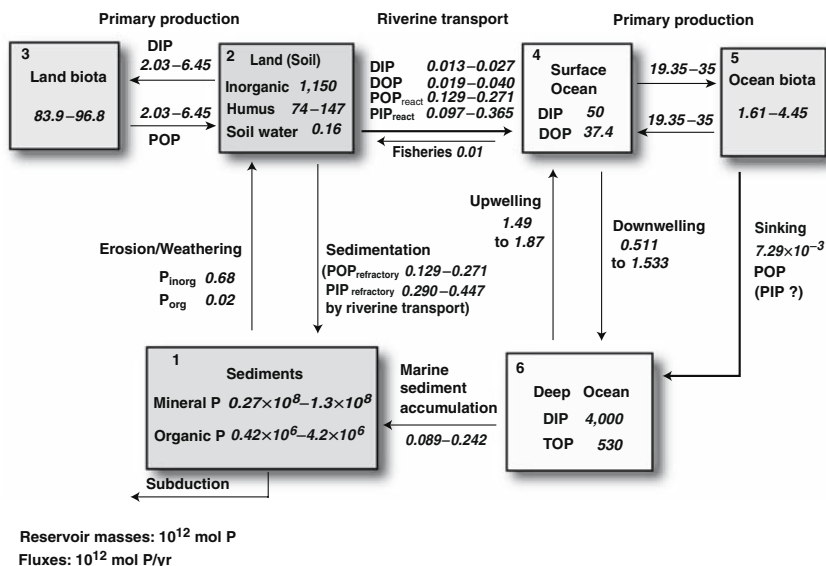 Primary production
Riverine transport
Primary production
3
Land biota
83.9–96.8
DIP
2.03–6.45
2.03–6.45
POP
2
Land (Soil)
Inorganic 1,150
Humus 74–147
Soil water 0.16
DIP 0.013–0.027
DOP 0.019–0.040
POPreact 0.129–0.271
PIPreact 0.097–0.365
Fisheries 0.01
4
Surface
Ocean
DIP 50
DOP 37.4
19.35–35
19.35–35
5
Ocean biota
1.61–4.45
Erosion/Weathering
Pinorg 0.68
Porg 0.02
Sedimentation
(POPrefractory 0.129–0.271
PIPrefractory 0.290–0.447
by riverine transport)
Upwelling
1.49
to 1.87
Downwelling
0.511
to 1.533
Sinking
7.29×10⁻³
POP
(PIP ?)
1
Sediments
Mineral P 0.27×10⁸–1.3×10⁸
Organic P 0.42×10⁶–4.2×10⁶
Marine
sediment
accumulation
0.089–0.242
6
Deep Ocean
DIP 4,000
TOP 530
Subduction
Reservoir masses: 10¹² mol P
Fluxes: 10¹² mol P/yr